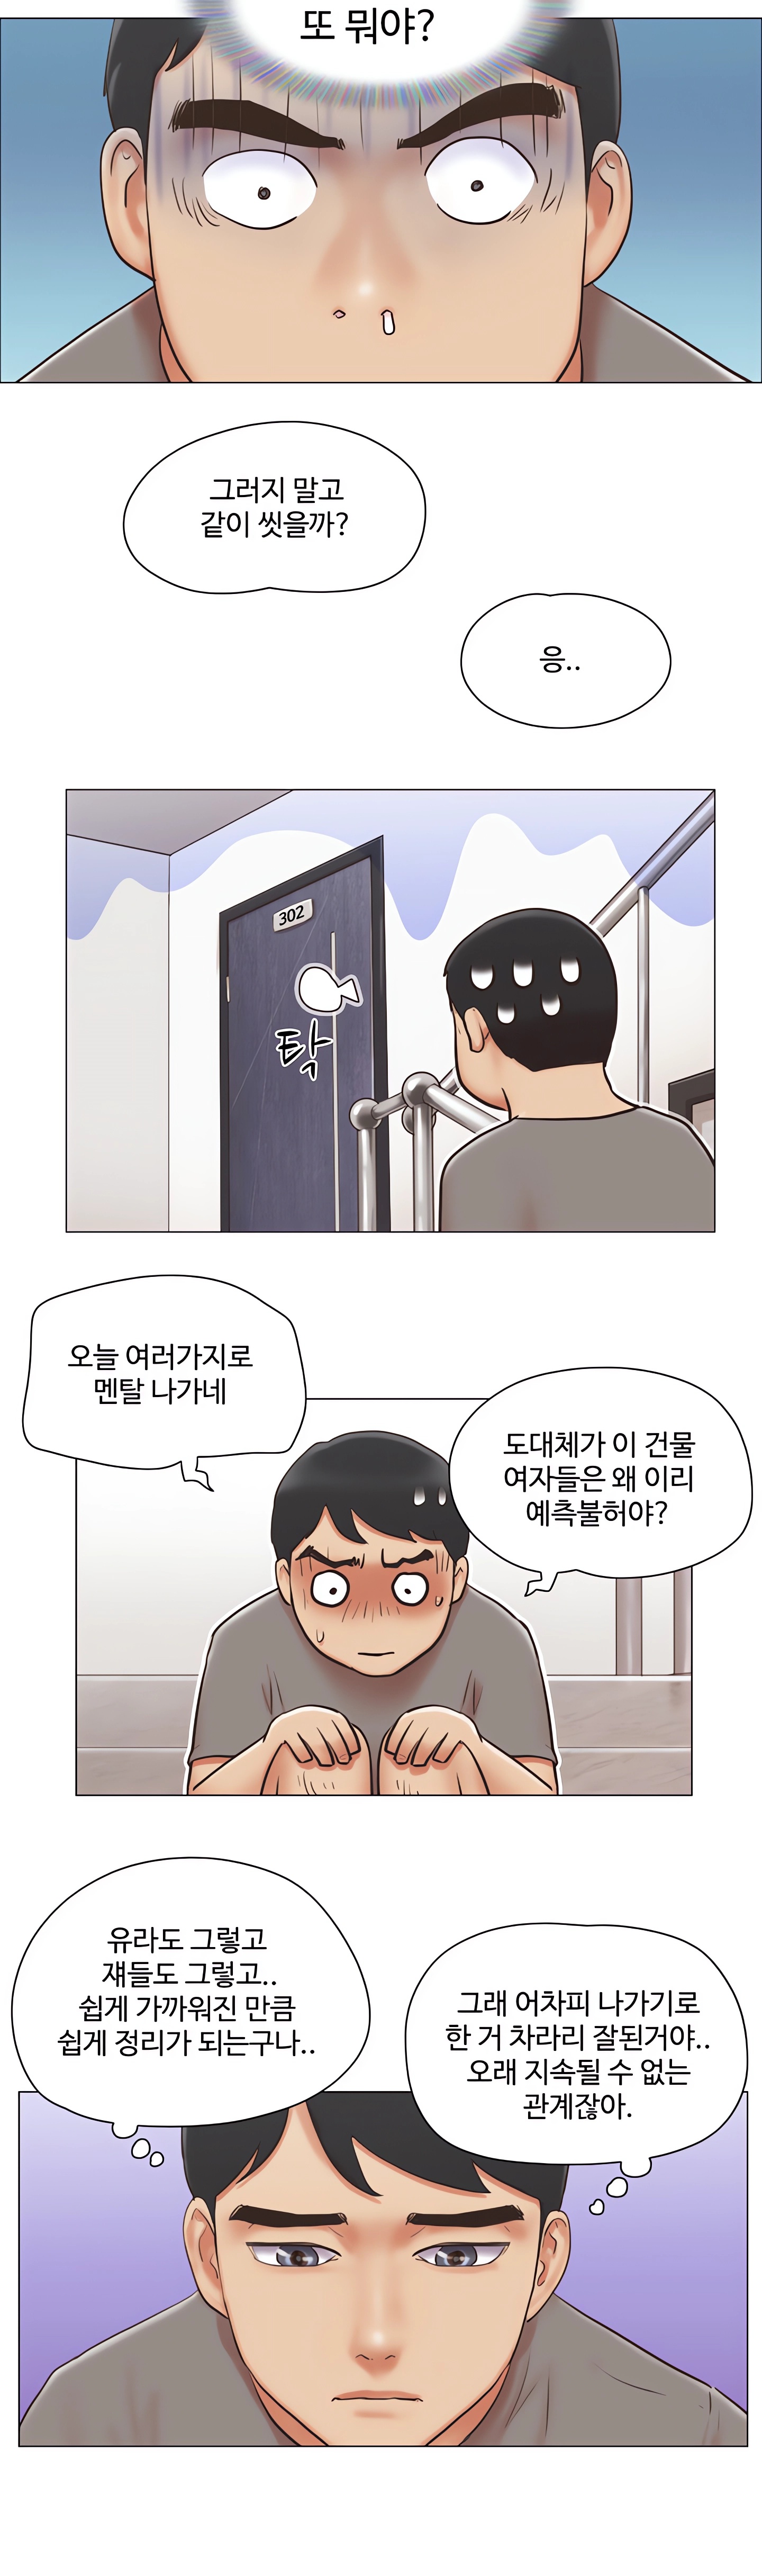 또 뭐야?
그러지 말고
같이 씻을까?
응..
302
탁
오늘 여러가지로
멘탈 나가네
도대체가 이 건물
여자들은 왜 이리
예측불허야?
유라도 그렇고
쟤들도 그렇고..
쉽게 가까워진 만큼
쉽게 정리가 되는구나..
그래 어차피 나가기로
한 거 차라리 잘된거야..
오래 지속될 수 없는
관계잖아.